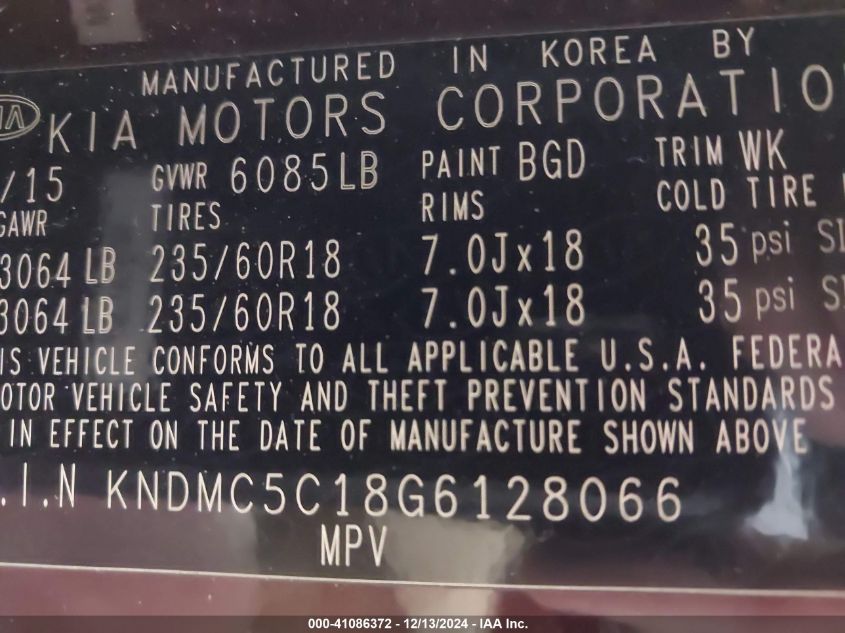 MANUFACTURED IN KOREA BY
KIA KIA MOTORS CORPORATION
/15 GVWR 6085LB PAINT BGD TRIM WK
GAWR TIRES RIMS COLD TIRE
3064 LB 235/60R18 7.0Jx18 35 psi
3064 LB 235/60R18 7.0Jx18 35 psi
IS VEHICLE CONFORMS TO ALL APPLICABLE U.S.A. FEDERA
OTOR VEHICLE SAFETY AND THEFT PREVENTION STANDARDS
IN EFFECT ON THE DATE OF MANUFACTURE SHOWN ABOVE
.I.N KNDMC5C18G6128066
MPV
000-41086372 - 12/13/2024 - IAA Inc.